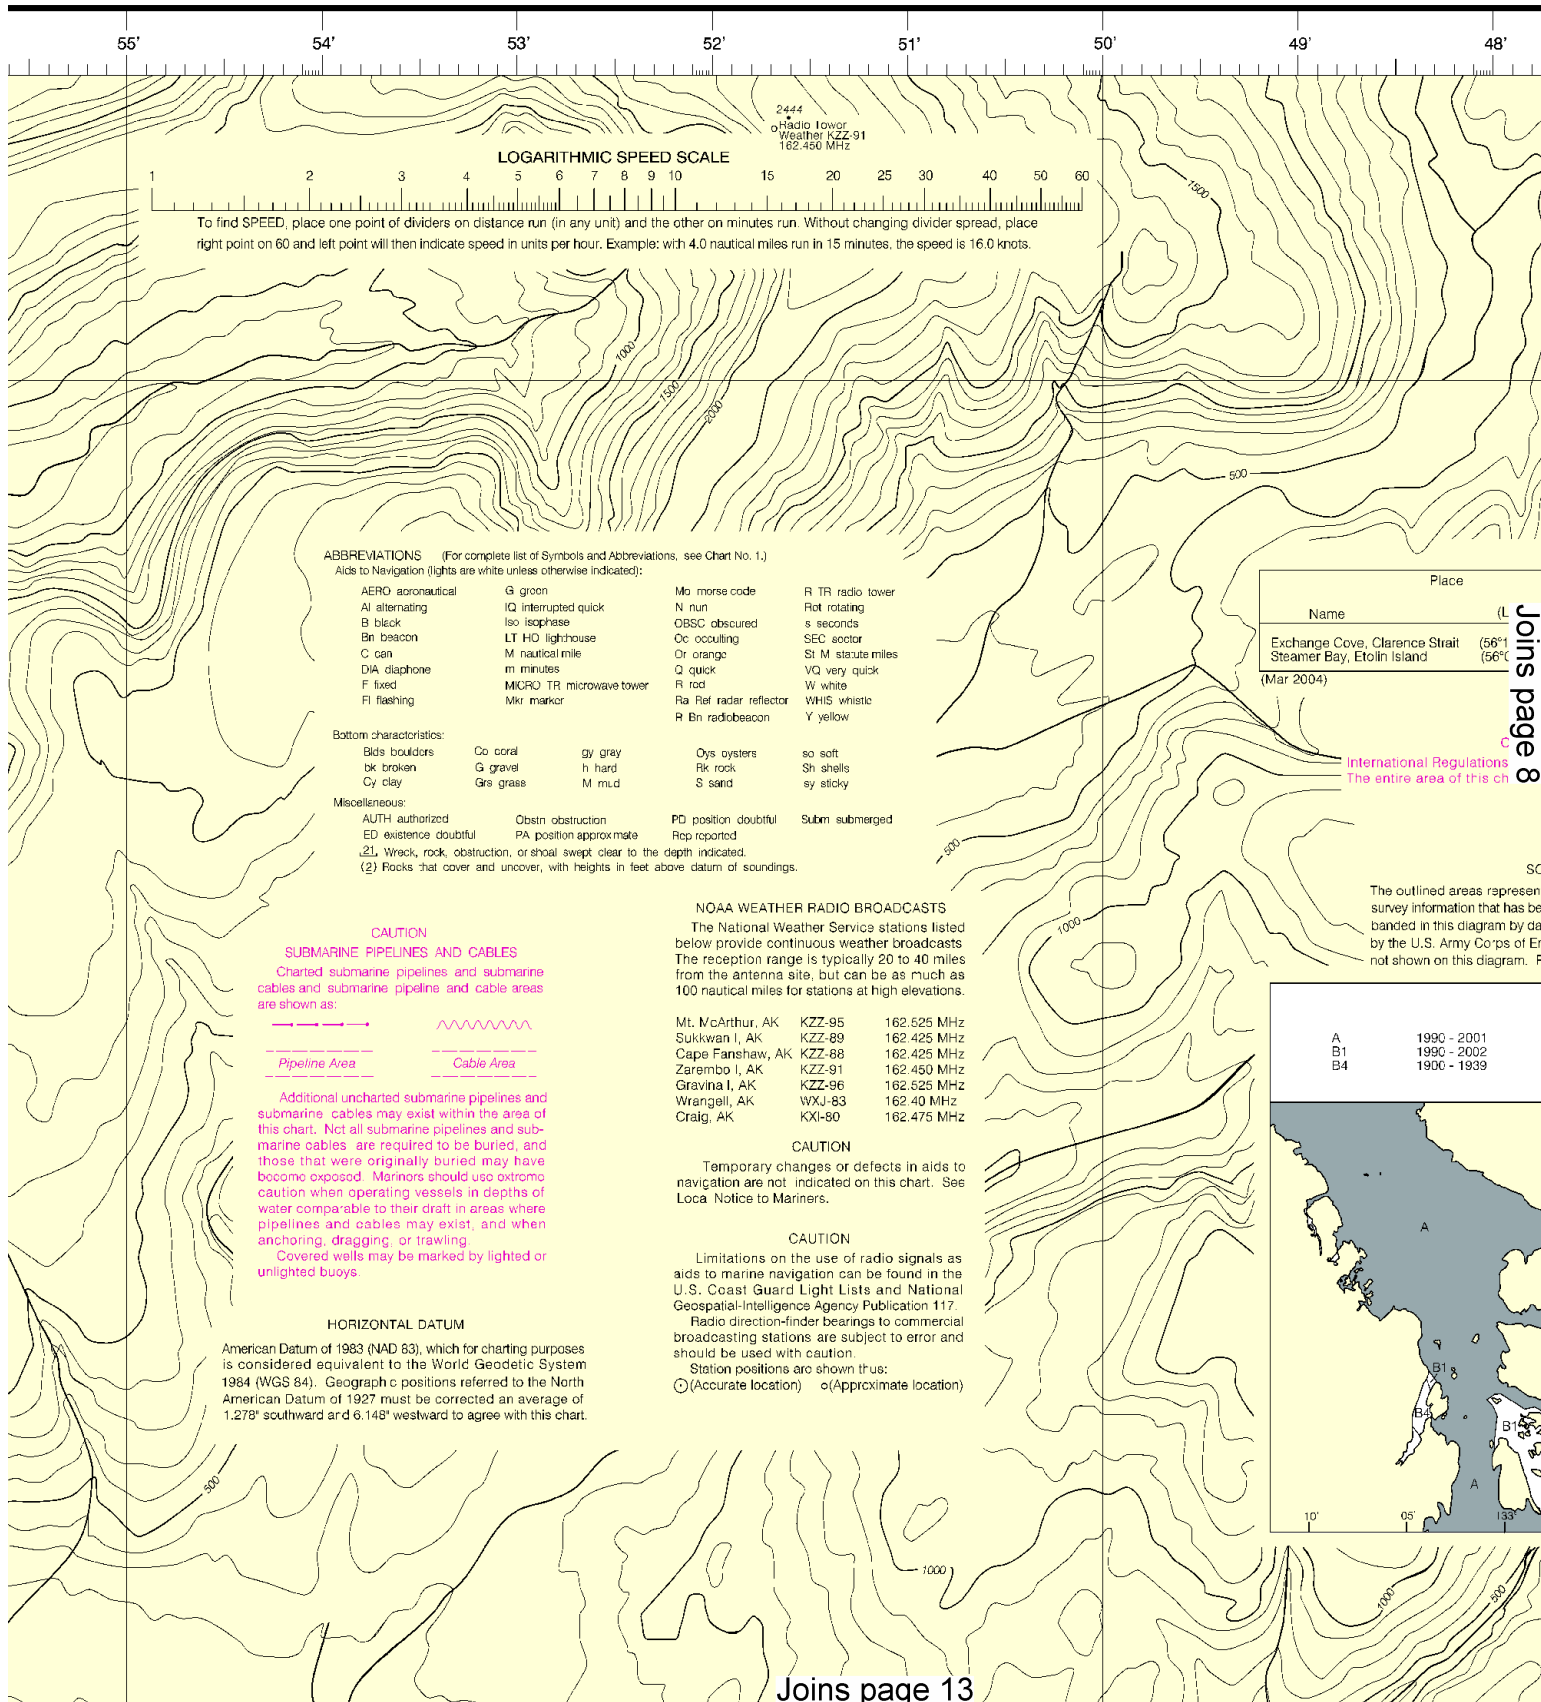 55' 54' 53' 52' 51' 50' 49' 48'
2444
Radio Tower
Weather KZZ-91
162.450 MHz
LOGARITHMIC SPEED SCALE
1 2 3 4 5 6 7 8 9 10 15 20 25 30 40 50 60
To find SPEED, place one point of dividers on distance run (in any unit) and the other on minutes run. Without changing divider spread, place
right point on 60 and left point will then indicate speed in units per hour. Example: with 4.0 nautical miles run in 15 minutes, the speed is 16.0 knots.
1500
1000
1500
2000
500
ABBREVIATIONS (For complete list of Symbols and Abbreviations, see Chart No. 1.)
Aids to Navigation (lights are white unless otherwise indicated):
AERO aeronautical G green Mo morse code R TR radio tower
Al alternating IQ interrupted quick N nun Rot rotating
B black Iso isophase OBSC obscured s seconds
Bn beacon LT HO lighthouse Oc occulting SEC sector
C can M nautical mile Or orange St M statute miles
DIA diaphone m minutes Q quick VQ very quick
F fixed MICRO TR microwave tower R red W white
Fl flashing Mkr marker Ra Ref radar reflector WHIS whistle
R Bn radiobeacon Y yellow
Bottom characteristics:
Blds boulders Co coral gy gray Oys oysters so soft
bk broken G gravel h hard Rk rock Sh shells
Cy clay Grs grass M mud S sand sy sticky
Miscellaneous:
AUTH authorized Obstn obstruction PD position doubtful Subm submerged
ED existence doubtful PA position approximate Rep reported
21, Wreck, rock, obstruction, or shoal swept clear to the depth indicated.
(2) Rocks that cover and uncover, with heights in feet above datum of soundings.
Place
Name (L
Exchange Cove, Clarence Strait (56°1
Steamer Bay, Etolin Island (56°0
(Mar 2004)
Joins page 8
C
International Regulations
The entire area of this ch
500
1000
SO
The outlined areas represen
survey information that has be
banded in this diagram by da
by the U.S. Army Corps of En
not shown on this diagram. F
CAUTION
SUBMARINE PIPELINES AND CABLES
Charted submarine pipelines and submarine
cables and submarine pipeline and cable areas
are shown as:
Pipeline Area Cable Area
Additional uncharted submarine pipelines and
submarine cables may exist within the area of
this chart. Not all submarine pipelines and sub-
marine cables are required to be buried, and
those that were originally buried may have
become exposed. Mariners should use extreme
caution when operating vessels in depths of
water comparable to their draft in areas where
pipelines and cables may exist, and when
anchoring, dragging, or trawling.
Covered wells may be marked by lighted or
unlighted buoys.
HORIZONTAL DATUM
American Datum of 1983 (NAD 83), which for charting purposes
is considered equivalent to the World Geodetic System
1984 (WGS 84). Geographic positions referred to the North
American Datum of 1927 must be corrected an average of
1.278" southward and 6.148" westward to agree with this chart.
NOAA WEATHER RADIO BROADCASTS
The National Weather Service stations listed
below provide continuous weather broadcasts
The reception range is typically 20 to 40 miles
from the antenna site, but can be as much as
100 nautical miles for stations at high elevations.
Mt. McArthur, AK KZZ-95 162.525 MHz
Sukkwan I, AK KZZ-89 162.425 MHz
Cape Fanshaw, AK KZZ-88 162.425 MHz
Zarembo I, AK KZZ-91 162.450 MHz
Gravina I, AK KZZ-96 162.525 MHz
Wrangell, AK WXJ-83 162.40 MHz
Craig, AK KXI-80 162.475 MHz
CAUTION
Temporary changes or defects in aids to
navigation are not indicated on this chart. See
Local Notice to Mariners.
CAUTION
Limitations on the use of radio signals as
aids to marine navigation can be found in the
U.S. Coast Guard Light Lists and National
Geospatial-Intelligence Agency Publication 117.
Radio direction-finder bearings to commercial
broadcasting stations are subject to error and
should be used with caution.
Station positions are shown thus:
(Accurate location) o(Approximate location)
A 1990 - 2001
B1 1990 - 2002
B4 1900 - 1939
A
B1
B4
B1
A
10' 05' 133°
500
1000
1000
500
Joins page 13